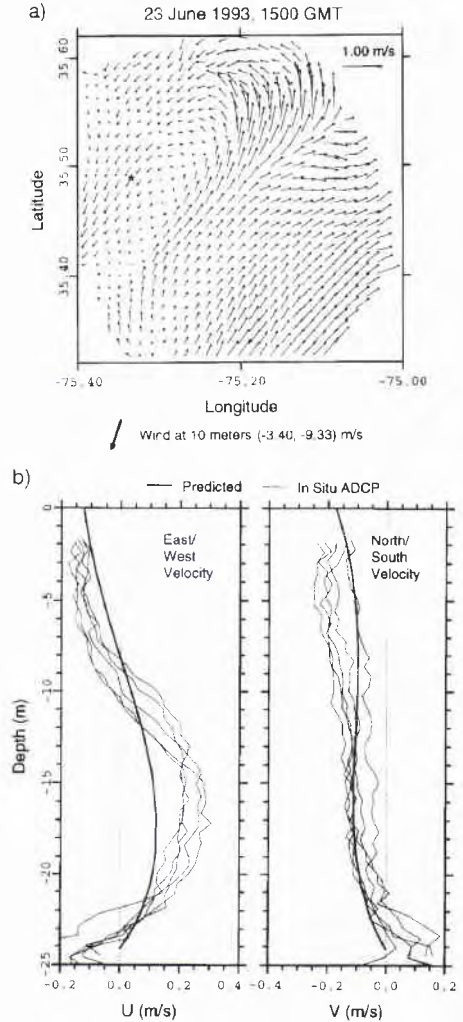 a)
23 June 1993, 1500 GMT
1.00 m/s
Latitude
35.60
35.50
35.40
*
-75.40
-75.20
-75.00
Longitude
Wind at 10 meters (-3.40, -9.33) m/s
b)
Predicted
In Situ ADCP
Depth (m)
0
-5
-10
-15
-20
-25
East/
West
Velocity
North/
South
Velocity
-0.2
0.0
0.2
0.4
-0.4
-0.2
0.0
0.2
U (m/s)
V (m/s)